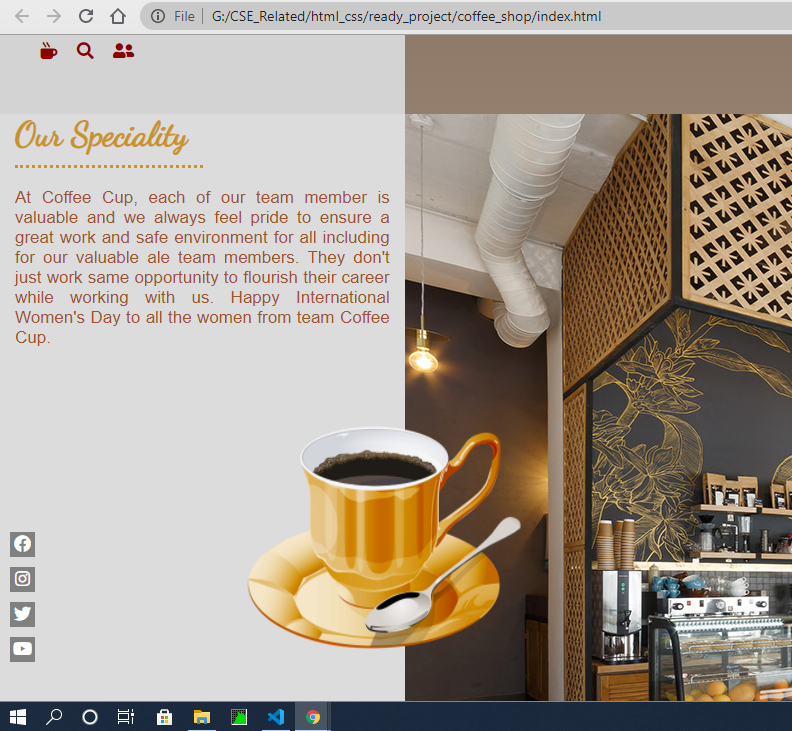 File
G:/CSE_Related/html_css/ready_project/coffee_shop/index.html
Our Speciality
At Coffee Cup, each of our team member is
valuable and we always feel pride to ensure a
great work and safe environment for all including
for our valuable ale team members. They don't
just work same opportunity to flourish their career
while working with us. Happy International
Women's Day to all the women from team Coffee
Cup.